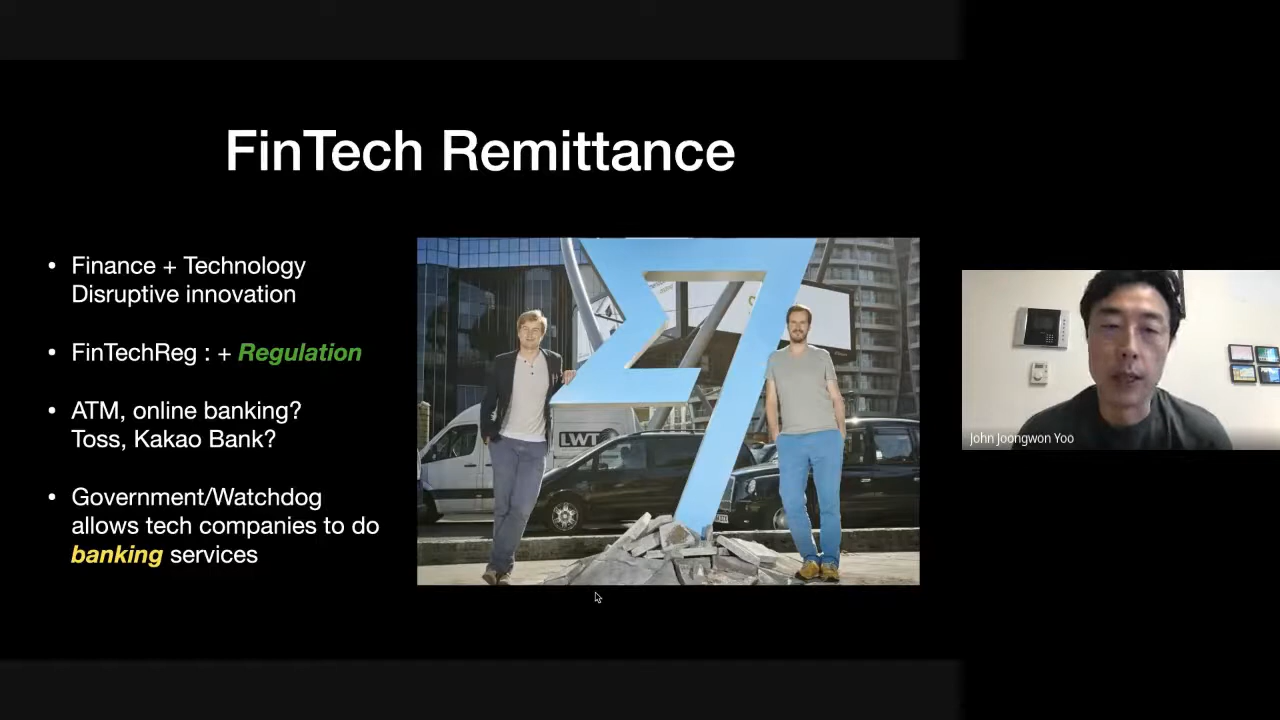 FinTech Remittance
• Finance + Technology
Disruptive innovation
• FinTechReg : + Regulation
• ATM, online banking?
Toss, Kakao Bank?
• Government/Watchdog
allows tech companies to do
banking services
LWT
John Joongwon Yoo